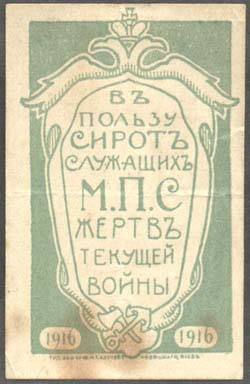 ВЪ
ПОЛЬЗУ
СИРОТЪ
СЛУЖАЩИХЪ
М.П.С
ЖЕРТВЪ
ТЕКУЩЕЙ
ВОЙНЫ
1916 1916